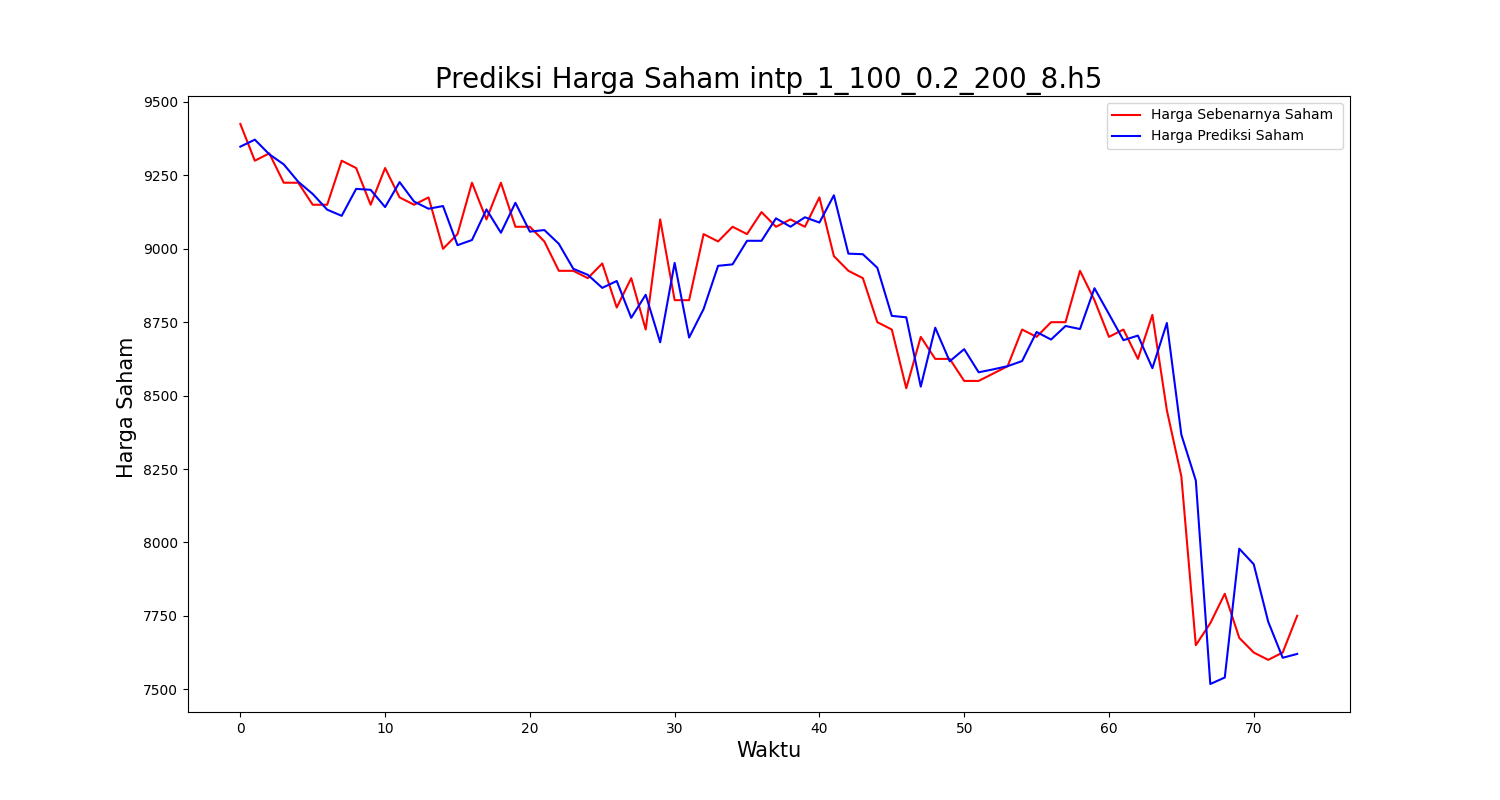 Prediksi Harga Saham intp_1_100_0.2_200_8.h5
Harga Sebenarnya Saham
Harga Prediksi Saham
9500
9250
9000
8750
8500
8250
8000
7750
7500
Harga Saham
0 10 20 30 40 50 60 70
Waktu